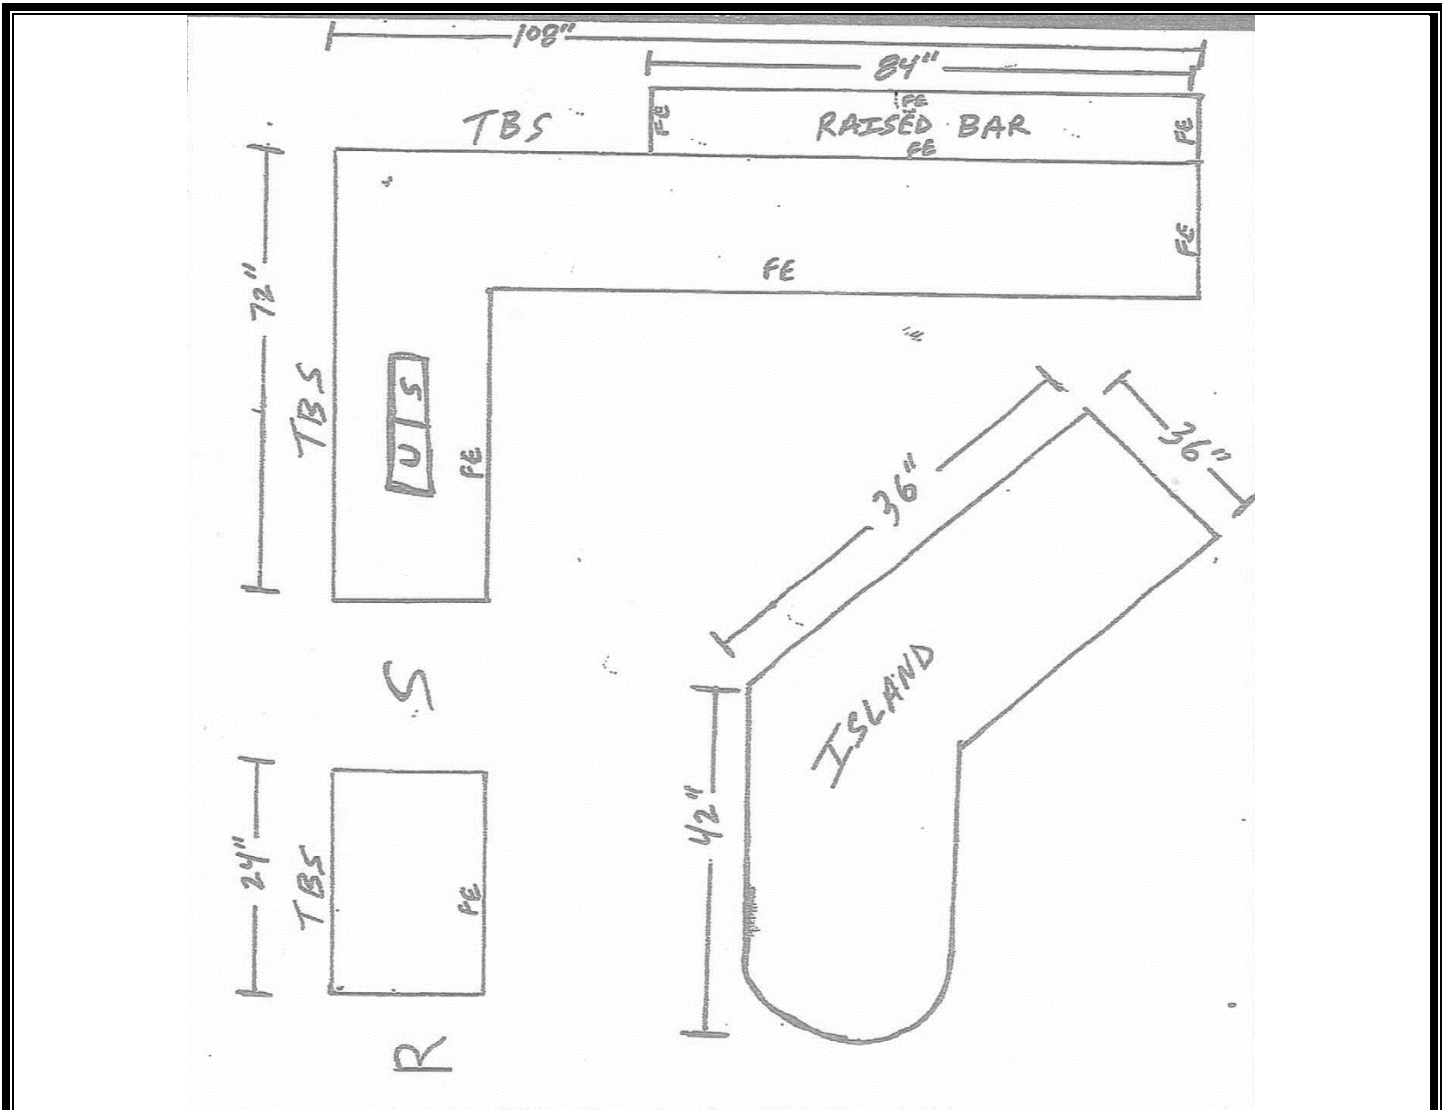 108"
84"
TBS
FE
FE
RAISED BAR
FE
FE
72"
FE
FE
TBS
S
U
FE
36"
36"
S
ISLAND
42"
24"
TBS
FE
R